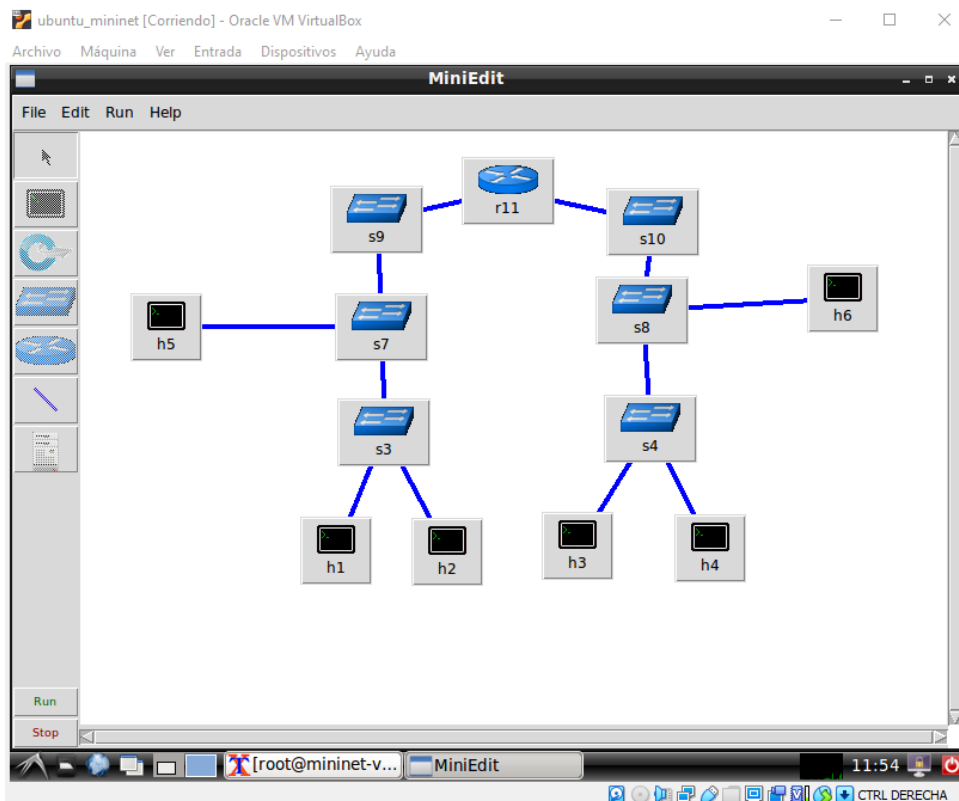 ubuntu_mininet [Corriendo] - Oracle VM VirtualBox
Archivo Máquina Ver Entrada Dispositivos Ayuda
MiniEdit
File Edit Run Help
r11
s9
s10
h5
s7
s8
h6
s3
s4
h1
h2
h3
h4
Run
Stop
[root@mininet-v... MiniEdit 11:54
CTRL DERECHA